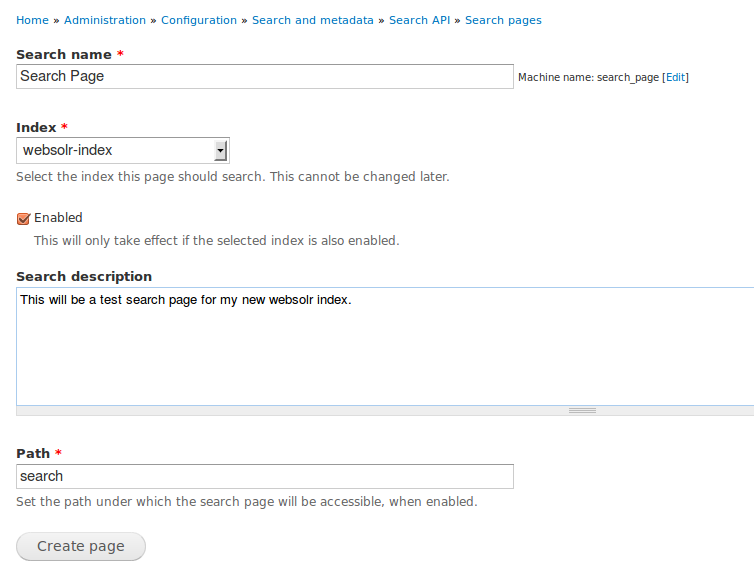 Home » Administration » Configuration » Search and metadata » Search API » Search pages
Search name *
Search Page
Machine name: search_page [Edit]
Index *
websolr-index
Select the index this page should search. This cannot be changed later.
Enabled
This will only take effect if the selected index is also enabled.
Search description
This will be a test search page for my new websolr index.
Path *
search
Set the path under which the search page will be accessible, when enabled.
Create page